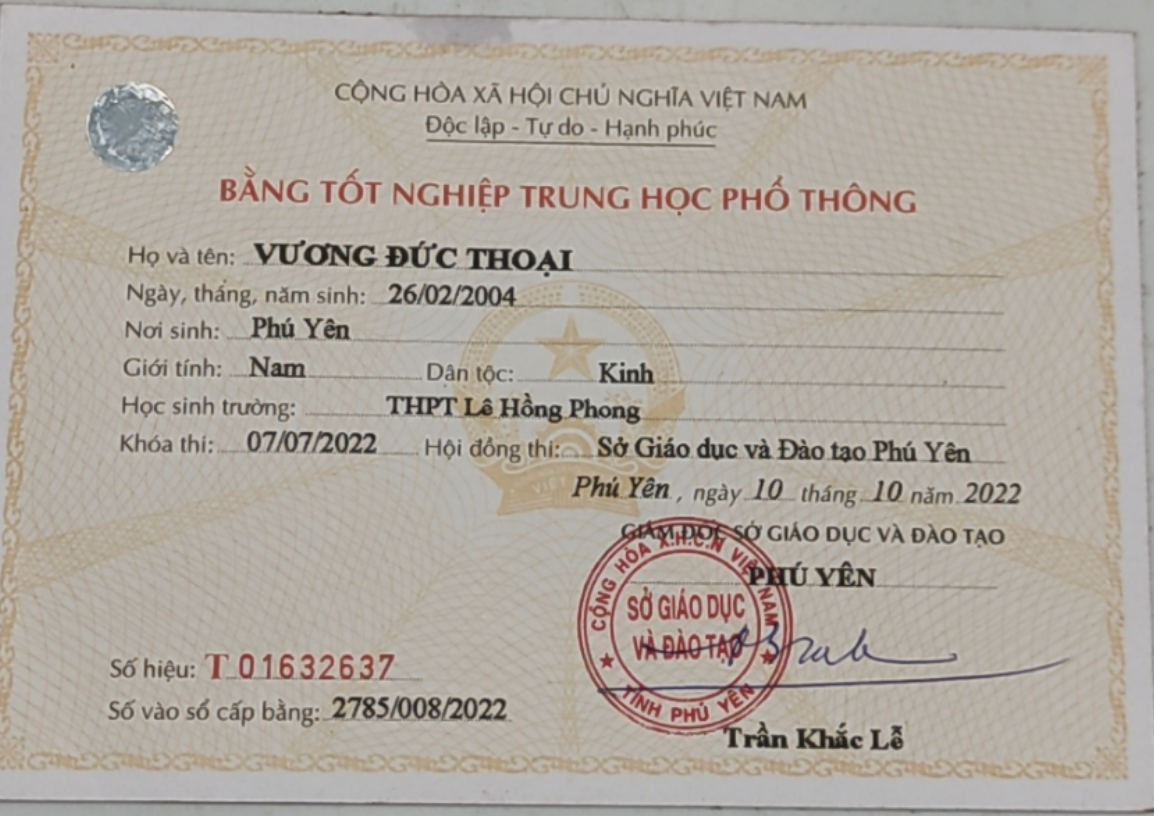 CỘNG HÒA XÃ HỘI CHỦ NGHĨA VIỆT NAM
Độc lập - Tự do - Hạnh phúc
BẰNG TỐT NGHIỆP TRUNG HỌC PHỔ THÔNG
Họ và tên: VƯƠNG ĐỨC THOẠI
Ngày, tháng, năm sinh: 26/02/2004
Nơi sinh: Phú Yên
Giới tính: Nam Dân tộc: Kinh
Học sinh trường: THPT Lê Hồng Phong
Khóa thi: 07/07/2022 Hội đồng thi: Sở Giáo dục và Đào tạo Phú Yên
Phú Yên, ngày 10 tháng 10 năm 2022
GIÁM ĐỐC SỞ GIÁO DỤC VÀ ĐÀO TẠO
PHÚ YÊN
CỘNG HÒA X.H.C.N VIỆT NAM
SỞ GIÁO DỤC
VÀ ĐÀO TẠO
TỈNH PHÚ YÊN
Số hiệu: T 01632637
Số vào sổ cấp bằng: 2785/008/2022
Trần Khắc Lễ